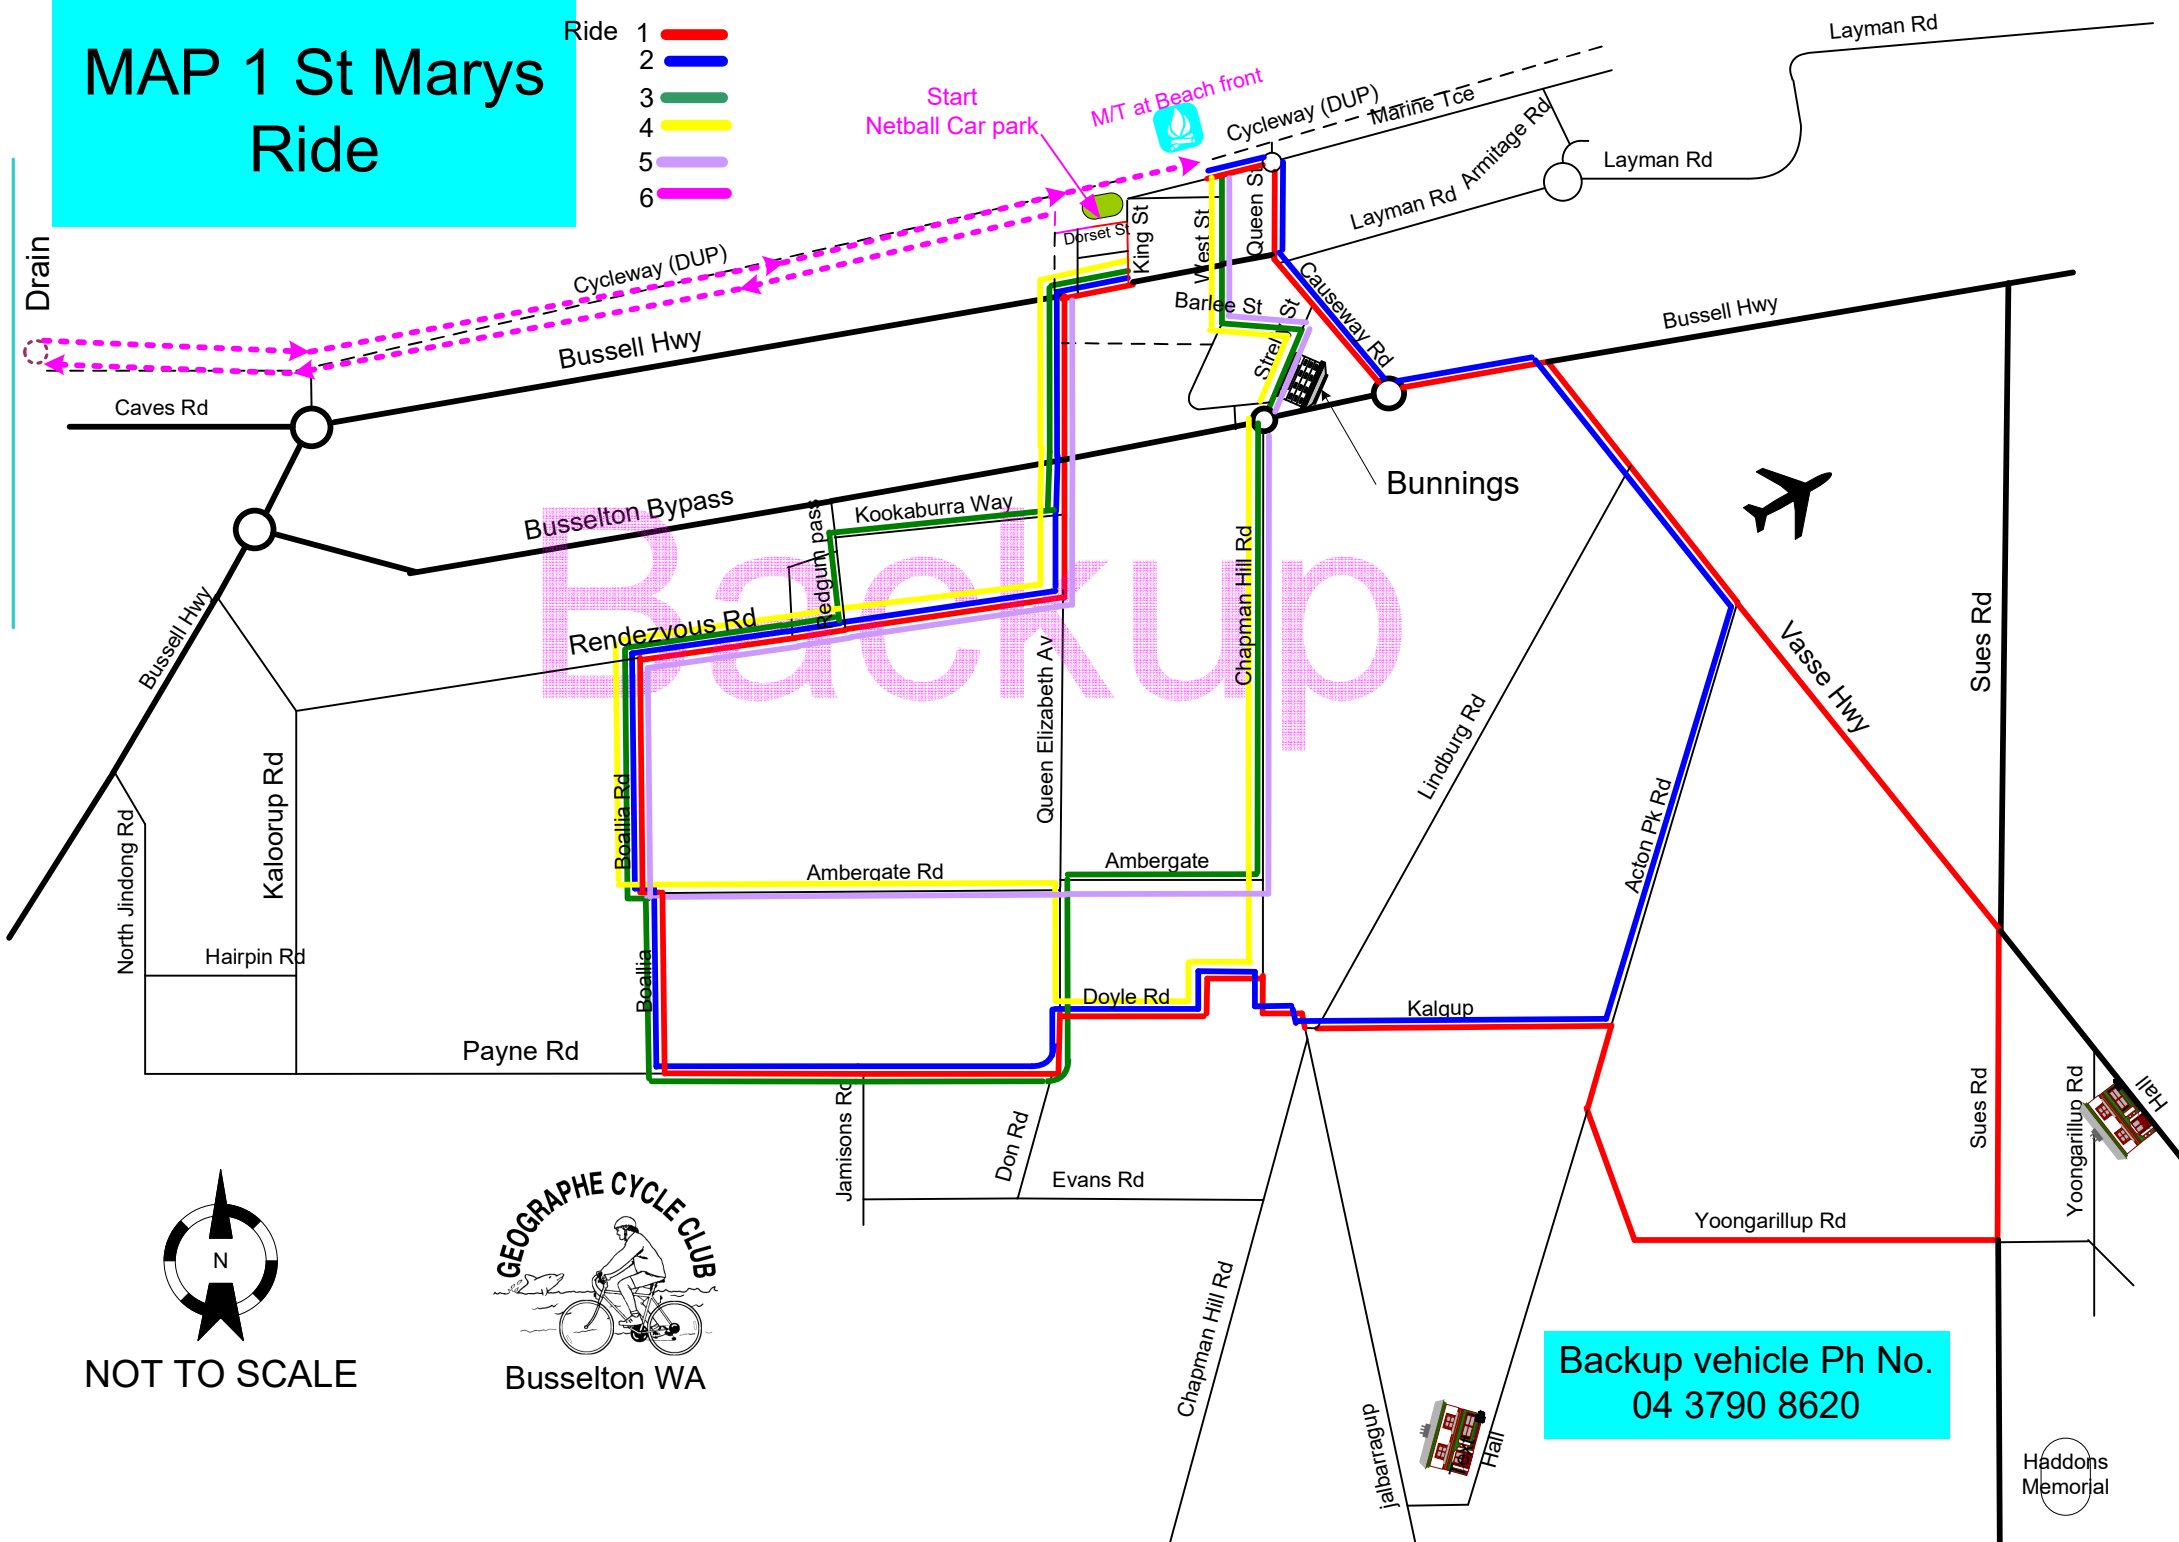 MAP 1 St Marys
Ride
Ride 1
2
3
4
5
6
Start
Netball Car park
M/T at Beach front
Cycleway (DUP)
Marine Tce
Layman Rd
Armitage Rd
Layman Rd
Layman Rd
Drain
Cycleway (DUP)
Dorset St
King St
West St
Queen St
Causeway Rd
Barlee St
Strelly St
Bussell Hwy
Bussell Hwy
Caves Rd
Bunnings
Busselton Bypass
Kookaburra Way
Redgum pass
Chapman Hill Rd
Backup
Rendezvous Rd
Bussell Hwy
Queen Elizabeth Av
Vasse Hwy
Sues Rd
Lindburg Rd
Kaloorup Rd
Boallia Rd
Acton Pk Rd
North Jindong Rd
Ambergate Rd
Ambergate
Hairpin Rd
Boallia
Doyle Rd
Kalgup
Payne Rd
Jamisons Rd
Don Rd
Evans Rd
Sues Rd
Yoongarillup Rd
Hall
Yoongarillup Rd
N
NOT TO SCALE
GEOGRAPHE CYCLE CLUB
Busselton WA
Chapman Hill Rd
jalbarragup
Text
Hall
Backup vehicle Ph No.
04 3790 8620
Haddons
Memorial